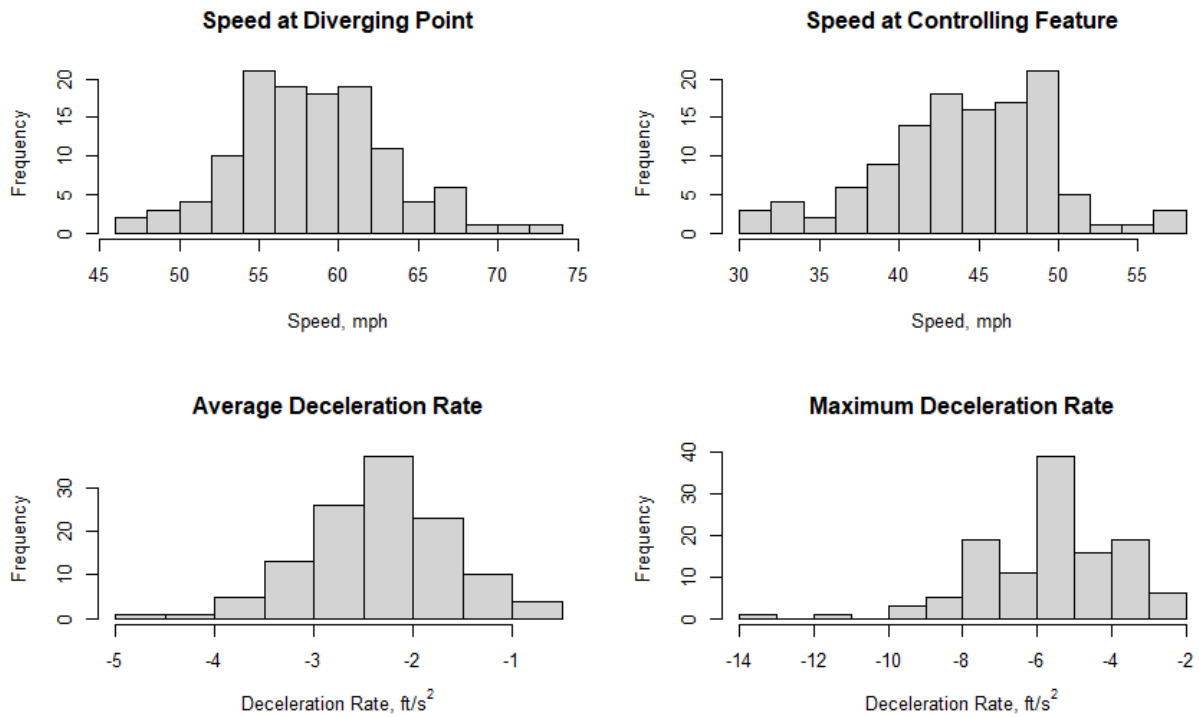 Speed at Diverging Point
Frequency
0 5 10 15 20
45 50 55 60 65 70 75
Speed, mph
Speed at Controlling Feature
Frequency
0 5 10 15 20
30 35 40 45 50 55
Speed, mph
Average Deceleration Rate
Frequency
0 10 20 30
-5 -4 -3 -2 -1
Deceleration Rate, ft/s²
Maximum Deceleration Rate
Frequency
0 10 20 30 40
-14 -12 -10 -8 -6 -4 -2
Deceleration Rate, ft/s²